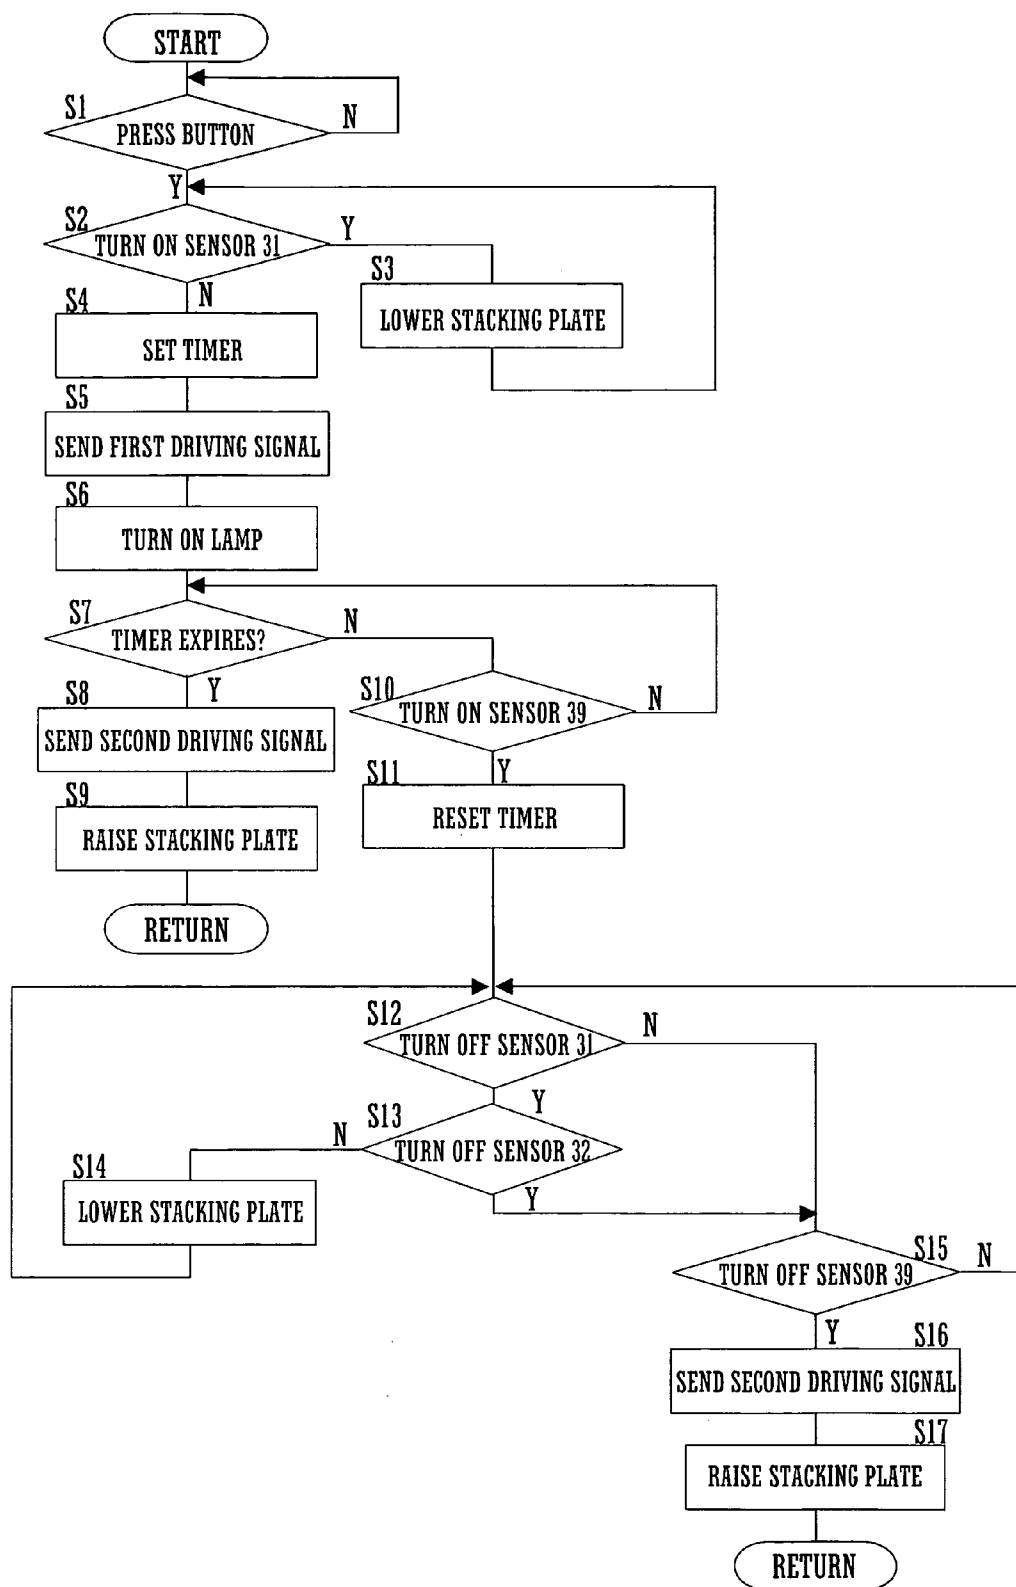 START
S1
PRESS BUTTON
N
Y
S2
TURN ON SENSOR 31
Y
N
S3
LOWER STACKING PLATE
S4
SET TIMER
S5
SEND FIRST DRIVING SIGNAL
S6
TURN ON LAMP
S7
TIMER EXPIRES?
N
Y
S8
SEND SECOND DRIVING SIGNAL
S9
RAISE STACKING PLATE
RETURN
S10
TURN ON SENSOR 39
N
Y
S11
RESET TIMER
S12
TURN OFF SENSOR 31
N
Y
S13
TURN OFF SENSOR 32
N
Y
S14
LOWER STACKING PLATE
S15
TURN OFF SENSOR 39
N
Y
S16
SEND SECOND DRIVING SIGNAL
S17
RAISE STACKING PLATE
RETURN